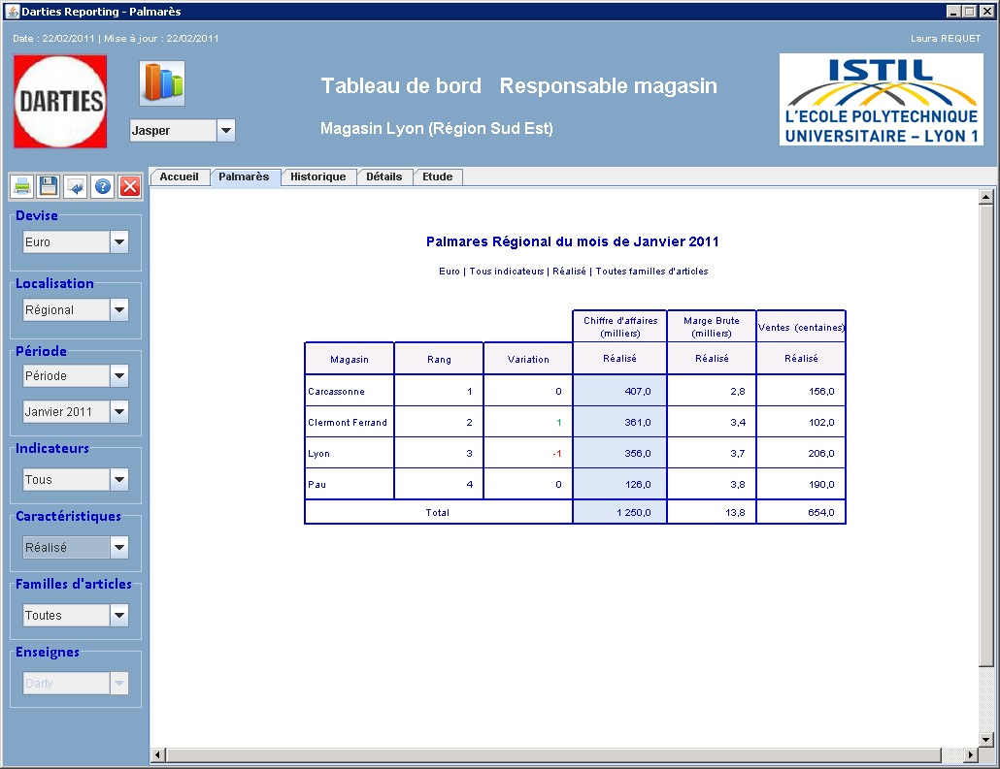 Darties Reporting - Palmarès
Date : 22/02/2011 | Mise à jour : 22/02/2011
Laura REQUET
DARTIES
Jasper
Tableau de bord Responsable magasin
Magasin Lyon (Région Sud Est)
ISTIL
L'ECOLE POLYTECHNIQUE
UNIVERSITAIRE – LYON 1
Accueil Palmarès Historique Détails Etude
Devise
Euro
Localisation
Régional
Période
Période
Janvier 2011
Indicateurs
Tous
Caractéristiques
Réalisé
Familles d'articles
Toutes
Enseignes
Darty
Palmares Régional du mois de Janvier 2011
Euro | Tous indicateurs | Réalisé | Toutes familles d'articles
Chiffre d'affaires (milliers) Marge Brute (milliers) Ventes (centaines)
Magasin Rang Variation Réalisé Réalisé Réalisé
Carcassonne 1 0 407,0 2,8 156,0
Clermont Ferrand 2 1 361,0 3,4 102,0
Lyon 3 -1 356,0 3,7 206,0
Pau 4 0 126,0 3,8 190,0
Total 1 250,0 13,8 654,0